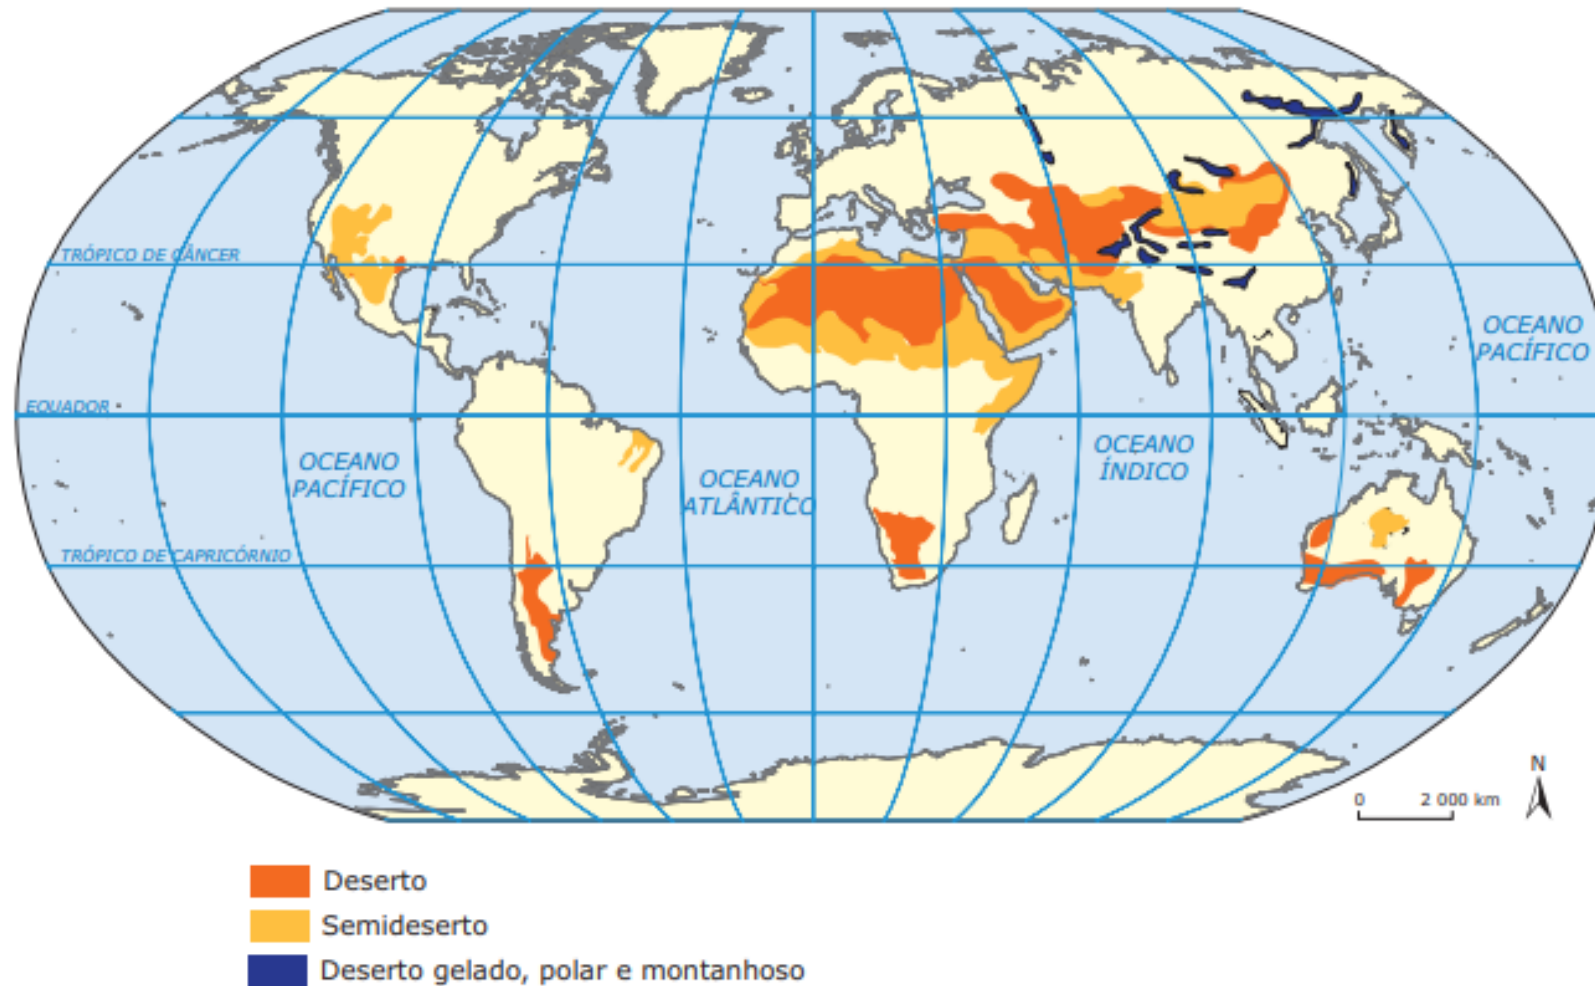 TRÓPICO DE CÂNCER
OCEANO
PACÍFICO
EQUADOR
OCEANO
PACÍFICO
OCEANO
ATLÂNTICO
OCEANO
ÍNDICO
TRÓPICO DE CAPRICÓRNIO
N
0 2 000 km
Deserto
Semideserto
Deserto gelado, polar e montanhoso